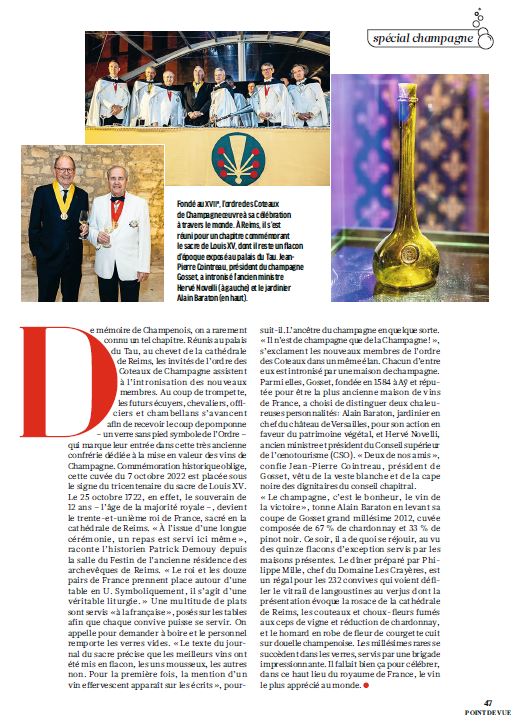 spécial champagne
Fondé au XVIIe, l'ordre des Coteaux
de Champagne œuvre à sa célébration
à travers le monde. À Reims, il s'est
réuni pour un chapitre commémorant
le sacre de Louis XV, dont il reste un flacon
d'époque exposé au palais du Tau. Jean-
Pierre Cointreau, président du champagne
Gosset, a intronisé l'ancien ministre
Hervé Novelli (à gauche) et le jardinier
Alain Baraton (en haut).
De mémoire de Champenois, on a rarement
connu un tel chapitre. Réunis au palais
du Tau, au chevet de la cathédrale
de Reims, les invités de l'ordre des
Coteaux de Champagne assistent
à l'intronisation des nouveaux
membres. Au coup de trompette,
les futurs écuyers, chevaliers, offi-
ciers et chambellans s'avancent
afin de recevoir le coup de pomponne
– un verre sans pied symbole de l'Ordre –
qui marque leur entrée dans cette très ancienne
confrérie dédiée à la mise en valeur des vins de
Champagne. Commémoration historique oblige,
cette cuvée du 7 octobre 2022 est placée sous
le signe du tricentenaire du sacre de Louis XV.
Le 25 octobre 1722, en effet, le souverain de
12 ans – l'âge de la majorité royale –, devient
le trente-et-unième roi de France, sacré en la
cathédrale de Reims. « À l'issue d'une longue
cérémonie, un repas est servi ici même »,
raconte l'historien Patrick Demouy depuis
la salle du Festin de l'ancienne résidence des
archevêques de Reims. « Le roi et les douze
pairs de France prennent place autour d'une
table en U. Symboliquement, il s'agit d'une
véritable liturgie. » Une multitude de plats
sont servis « à la française », posés sur les tables
afin que chaque convive puisse se servir. On
appelle pour demander à boire et le personnel
remporte les verres vides. « Le texte du jour-
nal du sacre précise que les meilleurs vins ont
été mis en flacon, les uns mousseux, les autres
non. Pour la première fois, la mention d'un
vin effervescent apparaît sur les écrits », pour-
suit-il. L'ancêtre du champagne en quelque sorte.
« Il n'est de champagne que de la Champagne ! »,
s'exclament les nouveaux membres de l'ordre
des Coteaux dans un même élan. Chacun d'entre
eux est intronisé par une maison de champagne.
Parmi elles, Gosset, fondée en 1584 à Aÿ et répu-
tée pour être la plus ancienne maison de vins
de France, a choisi de distinguer deux chaleu-
reuses personnalités : Alain Baraton, jardinier en
chef du château de Versailles, pour son action en
faveur du patrimoine végétal, et Hervé Novelli,
ancien ministre et président du Conseil supérieur
de l'œnotourisme (CSO). « Deux de nos amis »,
confie Jean-Pierre Cointreau, président de
Gosset, vêtu de la veste blanche et de la cape
noire des dignitaires du conseil chapitral.
« Le champagne, c'est le bonheur, le vin de
la victoire », tonne Alain Baraton en levant sa
coupe de Gosset grand millésime 2012, cuvée
composée de 67 % de chardonnay et 33 % de
pinot noir. Ce soir, il a de quoi se réjouir, au vu
des quinze flacons d'exception servis par les
maisons présentes. Le dîner préparé par Phi-
lippe Mille, chef du Domaine Les Crayères, est
un régal pour les 232 convives qui voient défi-
ler le vitrail de langoustines au verjus dont la
présentation évoque la rosace de la cathédrale
de Reims, les couteaux et choux-fleurs fumés
aux ceps de vigne et réduction de chardonnay,
et le homard en robe de fleur de courgette cuit
sur douelle champenoise. Les millésimes rares se
succèdent dans les verres, servis par une brigade
impressionnante. Il fallait bien ça pour célébrer,
dans ce haut lieu du royaume de France, le vin
le plus apprécié au monde.
47
POINT DE VUE